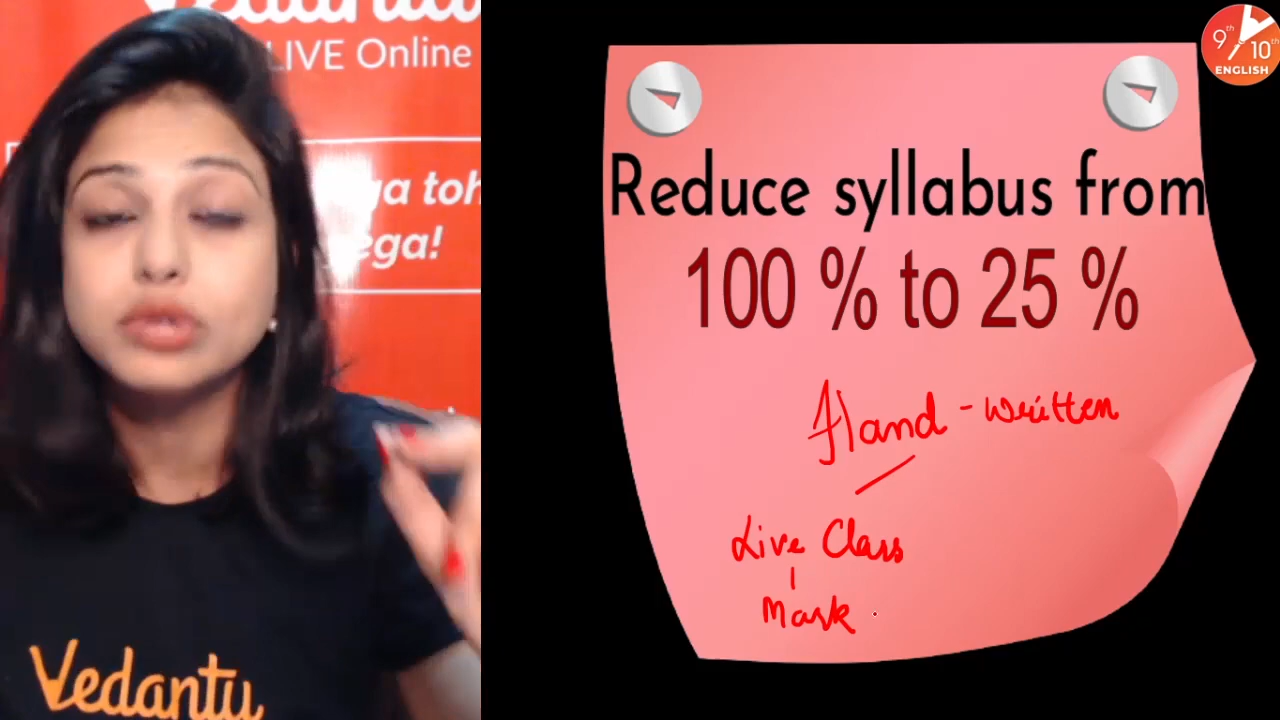 Vedantu
LIVE Online
ga toh
ega!
Vedantu
9th 10th
ENGLISH
Reduce syllabus from
100 % to 25 %
Hand-written
Live Class
Mark